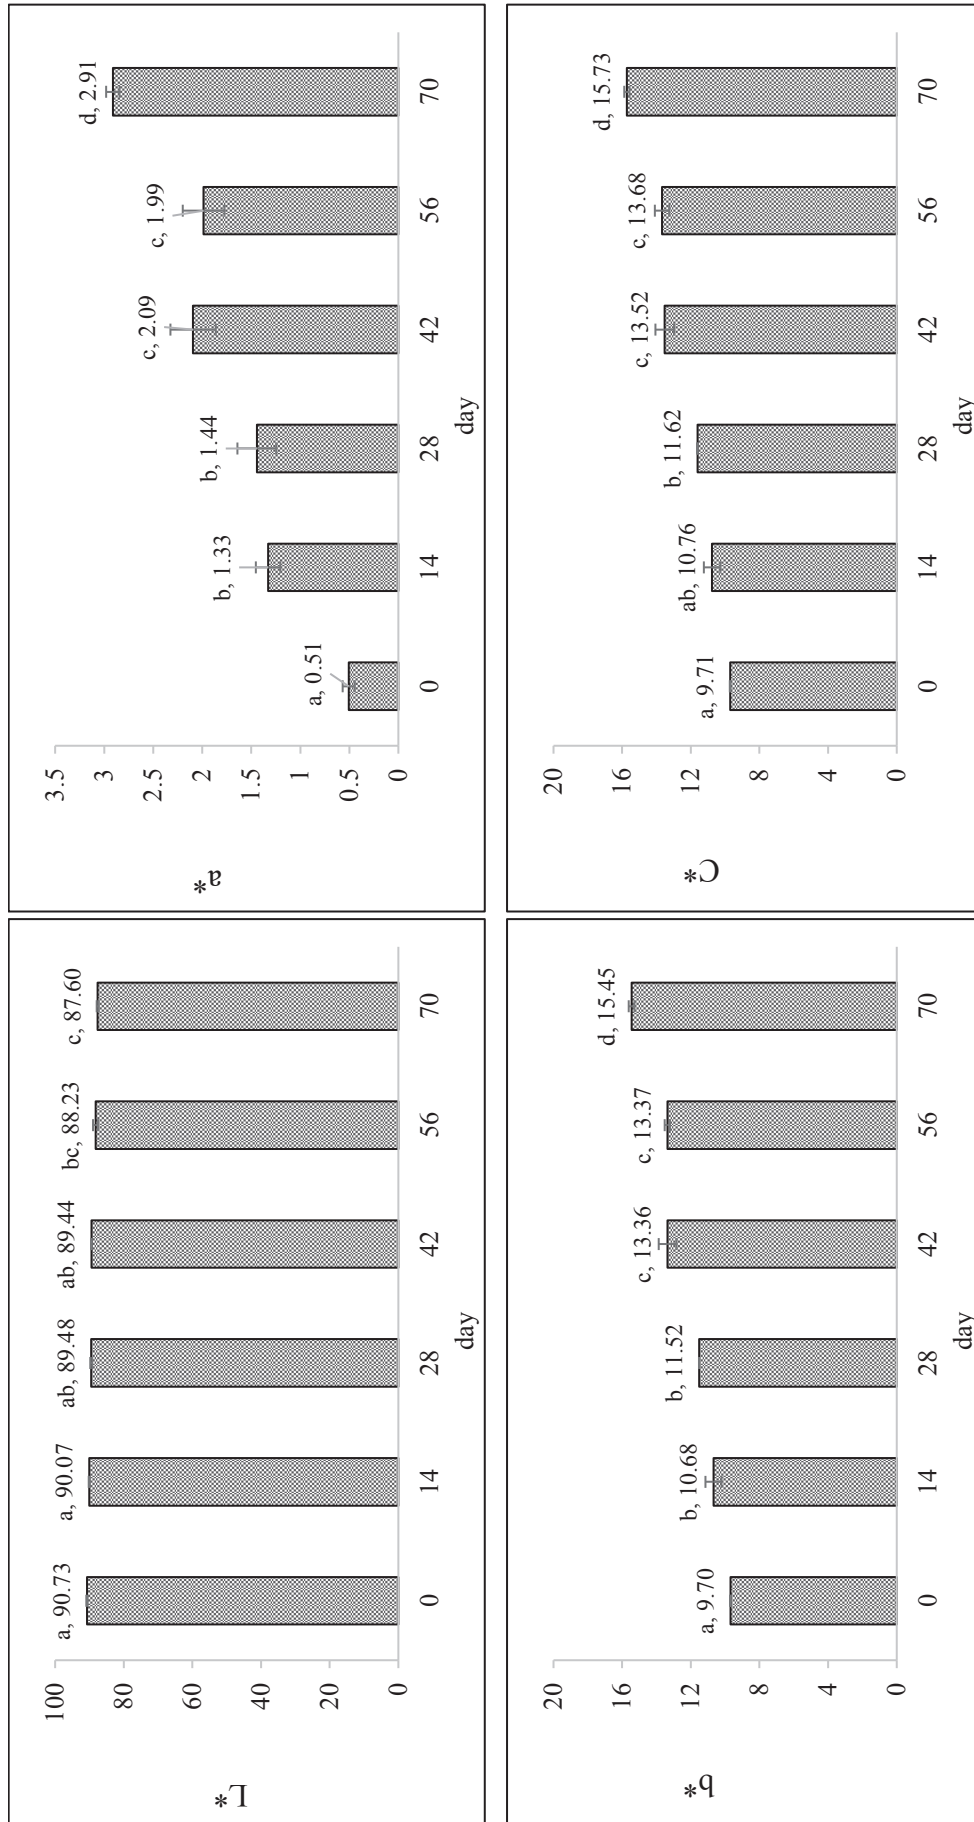 L*
100
80
60
40
20
0
a, 90.73
a, 90.07
ab, 89.48
ab, 89.44
bc, 88.23
c, 87.60
0 14 28 42 56 70
day
a*
3.5
3
2.5
2
1.5
1
0.5
0
a, 0.51
b, 1.33
b, 1.44
c, 2.09
c, 1.99
d, 2.91
0 14 28 42 56 70
day
b*
20
16
12
8
4
0
a, 9.70
b, 10.68
b, 11.52
c, 13.36
c, 13.37
d, 15.45
0 14 28 42 56 70
day
C*
20
16
12
8
4
0
a, 9.71
ab, 10.76
b, 11.62
c, 13.52
c, 13.68
d, 15.73
0 14 28 42 56 70
day